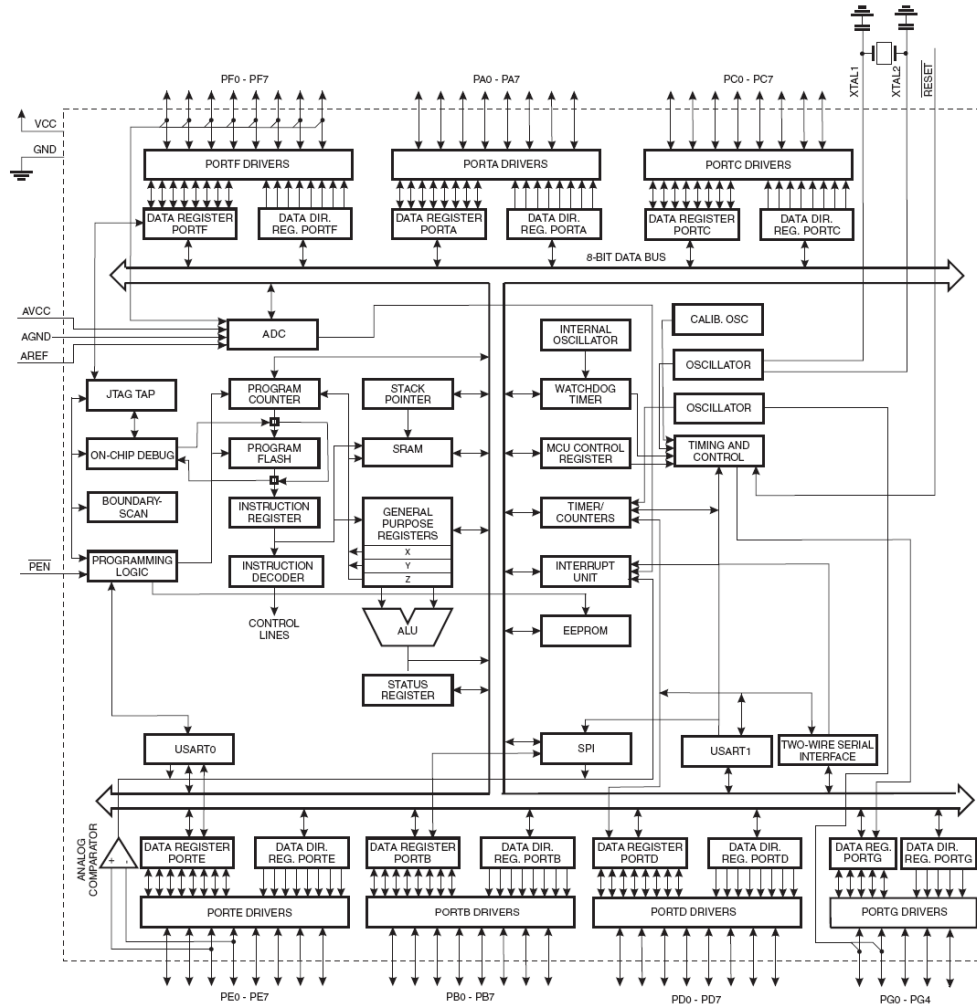 XTAL1
XTAL2
RESET
PF0 - PF7
PA0 - PA7
PC0 - PC7
VCC
GND
PORTF DRIVERS
PORTA DRIVERS
PORTC DRIVERS
DATA REGISTER
PORTF
DATA DIR.
REG. PORTF
DATA REGISTER
PORTA
DATA DIR.
REG. PORTA
DATA REGISTER
PORTC
DATA DIR.
REG. PORTC
8-BIT DATA BUS
AVCC
AGND
AREF
ADC
INTERNAL
OSCILLATOR
CALIB. OSC
OSCILLATOR
JTAG TAP
PROGRAM
COUNTER
STACK
POINTER
WATCHDOG
TIMER
OSCILLATOR
ON-CHIP DEBUG
PROGRAM
FLASH
SRAM
MCU CONTROL
REGISTER
TIMING AND
CONTROL
BOUNDARY-
SCAN
INSTRUCTION
REGISTER
GENERAL
PURPOSE
REGISTERS
X
Y
Z
TIMER/
COUNTERS
PEN
PROGRAMMING
LOGIC
INSTRUCTION
DECODER
INTERRUPT
UNIT
CONTROL
LINES
ALU
EEPROM
STATUS
REGISTER
USART0
SPI
USART1
TWO-WIRE SERIAL
INTERFACE
ANALOG
COMPARATOR
+
-
DATA REGISTER
PORTE
DATA DIR.
REG. PORTE
DATA REGISTER
PORTB
DATA DIR.
REG. PORTB
DATA REGISTER
PORTD
DATA DIR.
REG. PORTD
DATA REG.
PORTG
DATA DIR.
REG. PORTG
PORTE DRIVERS
PORTB DRIVERS
PORTD DRIVERS
PORTG DRIVERS
PE0 - PE7
PB0 - PB7
PD0 - PD7
PG0 - PG4